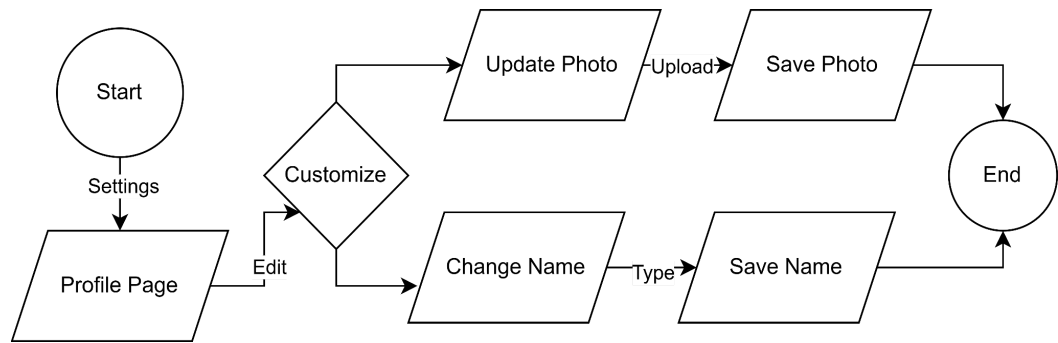 Start
Settings
Profile Page
Edit
Customize
Update Photo
Upload
Save Photo
Change Name
Type
Save Name
End